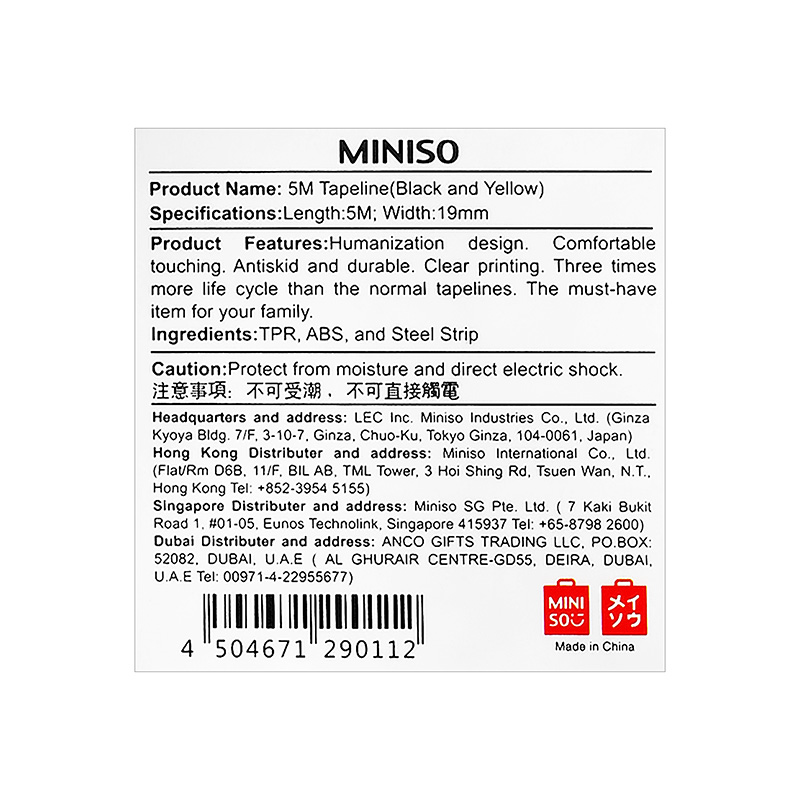 MINISO
Product Name: 5M Tapeline(Black and Yellow)
Specifications:Length:5M; Width:19mm
Product Features:Humanization design. Comfortable
touching. Antiskid and durable. Clear printing. Three times
more life cycle than the normal tapelines. The must-have
item for your family.
Ingredients:TPR, ABS, and Steel Strip
Caution:Protect from moisture and direct electric shock.
注意事項: 不可受潮，不可直接觸電
Headquarters and address: LEC Inc. Miniso Industries Co., Ltd. (Ginza
Kyoya Bldg. 7/F, 3-10-7, Ginza, Chuo-Ku, Tokyo Ginza, 104-0061, Japan)
Hong Kong Distributer and address: Miniso International Co., Ltd.
(Flat/Rm D6B, 11/F, BIL AB, TML Tower, 3 Hoi Shing Rd, Tsuen Wan, N.T.,
Hong Kong Tel: +852-3954 5155)
Singapore Distributer and address: Miniso SG Pte. Ltd. ( 7 Kaki Bukit
Road 1, #01-05, Eunos Technolink, Singapore 415937 Tel: +65-8798 2600)
Dubai Distributer and address: ANCO GIFTS TRADING LLC, PO.BOX:
52082, DUBAI, U.A.E ( AL GHURAIR CENTRE-GD55, DEIRA, DUBAI,
U.A.E Tel: 00971-4-22955677)
MINI
SO
メイ
ソウ
Made in China
4 504671 290112